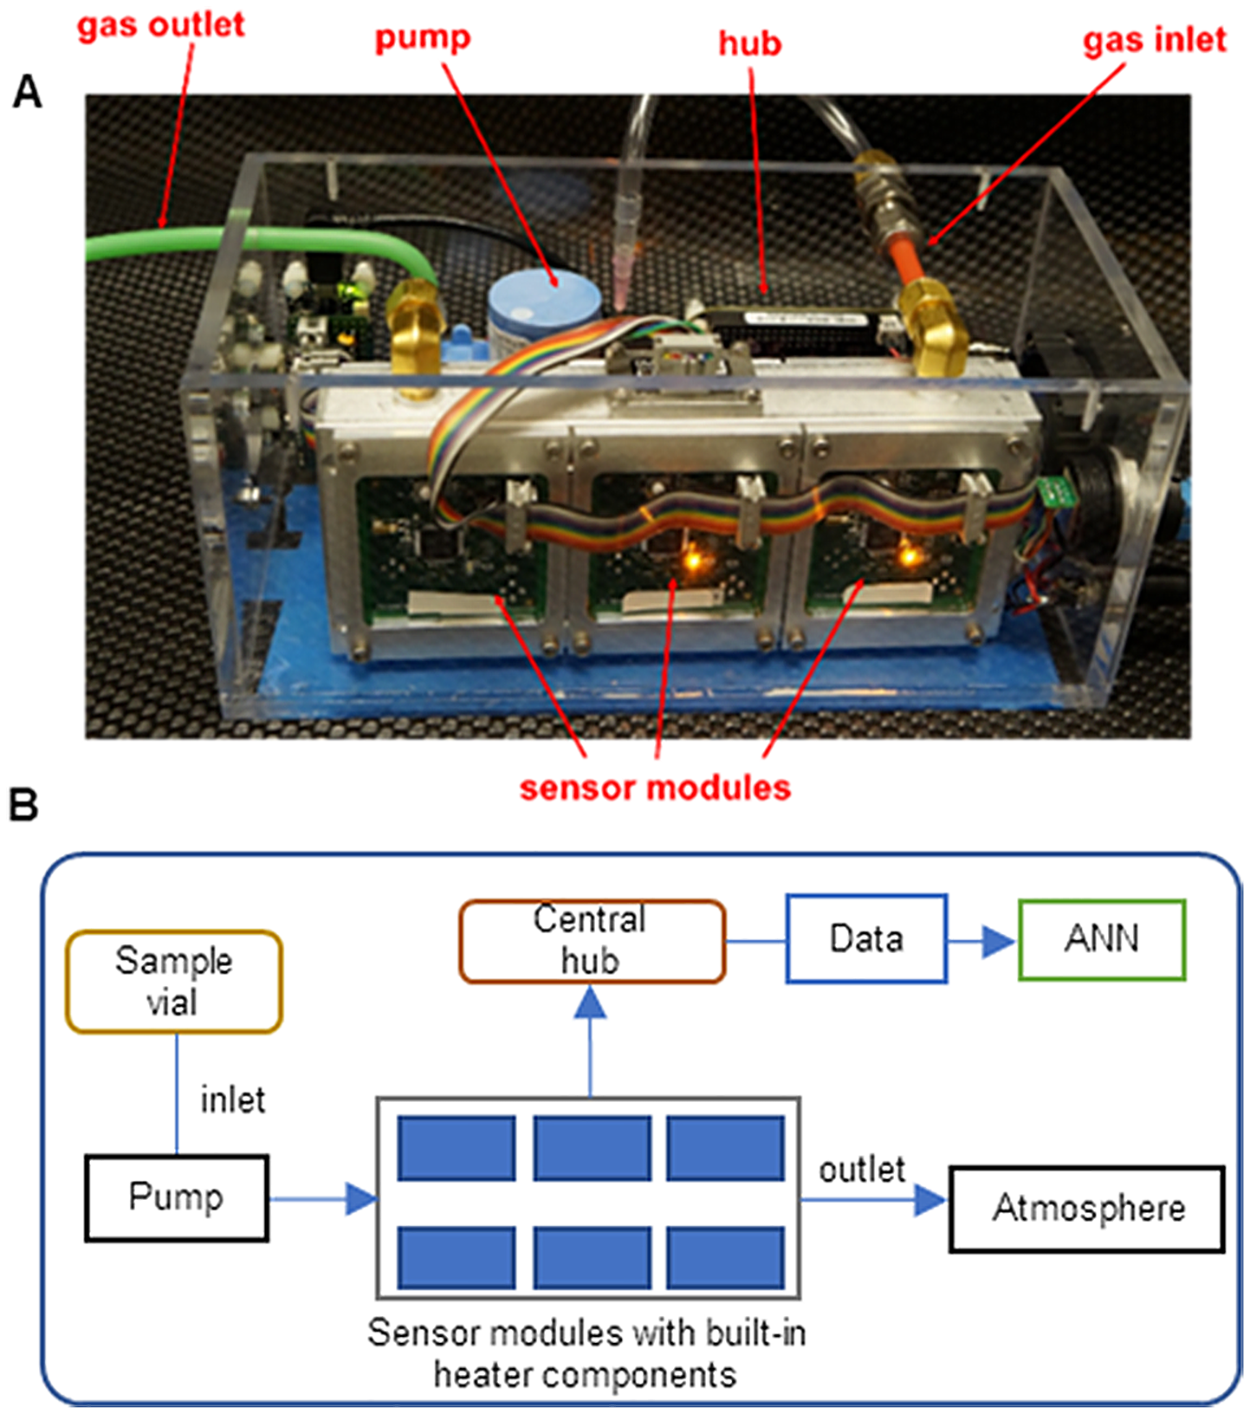 gas outlet
pump
hub
gas inlet
A
sensor modules
B
Central
hub
Data
ANN
Sample
vial
inlet
Pump
outlet
Atmosphere
Sensor modules with built-in
heater components